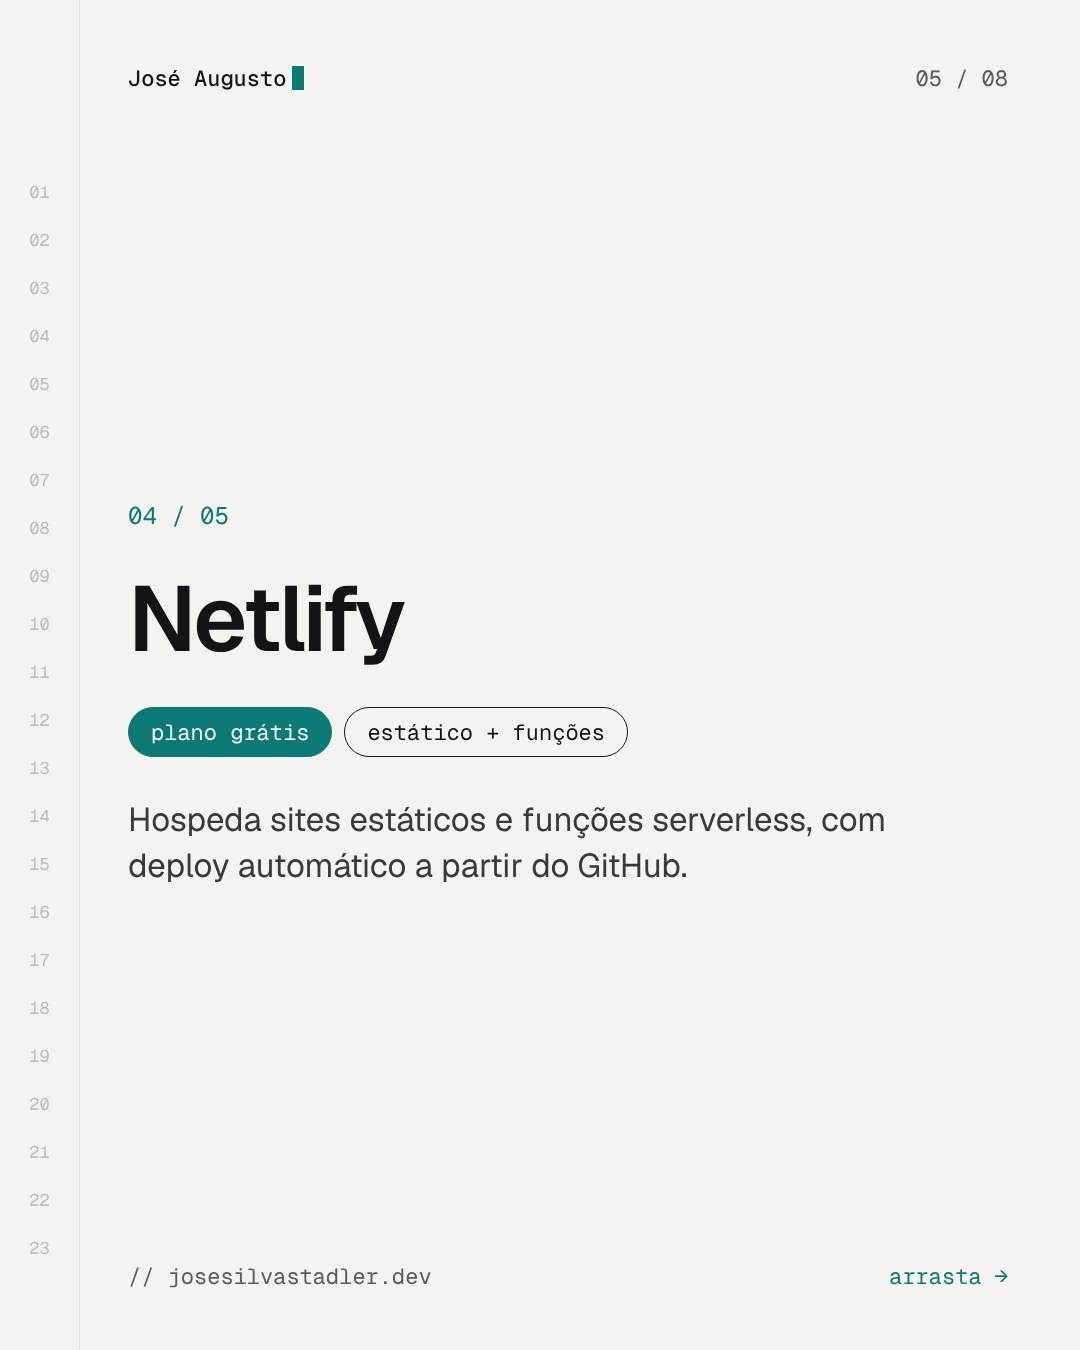 José Augusto
05 / 08
01
02
03
04
05
06
07
08
09
10
11
12
13
14
15
16
17
18
19
20
21
22
23
04 / 05
Netlify
plano grátis
estático + funções
Hospeda sites estáticos e funções serverless, com
deploy automático a partir do GitHub.
// josesilvastadler.dev
arrasta →